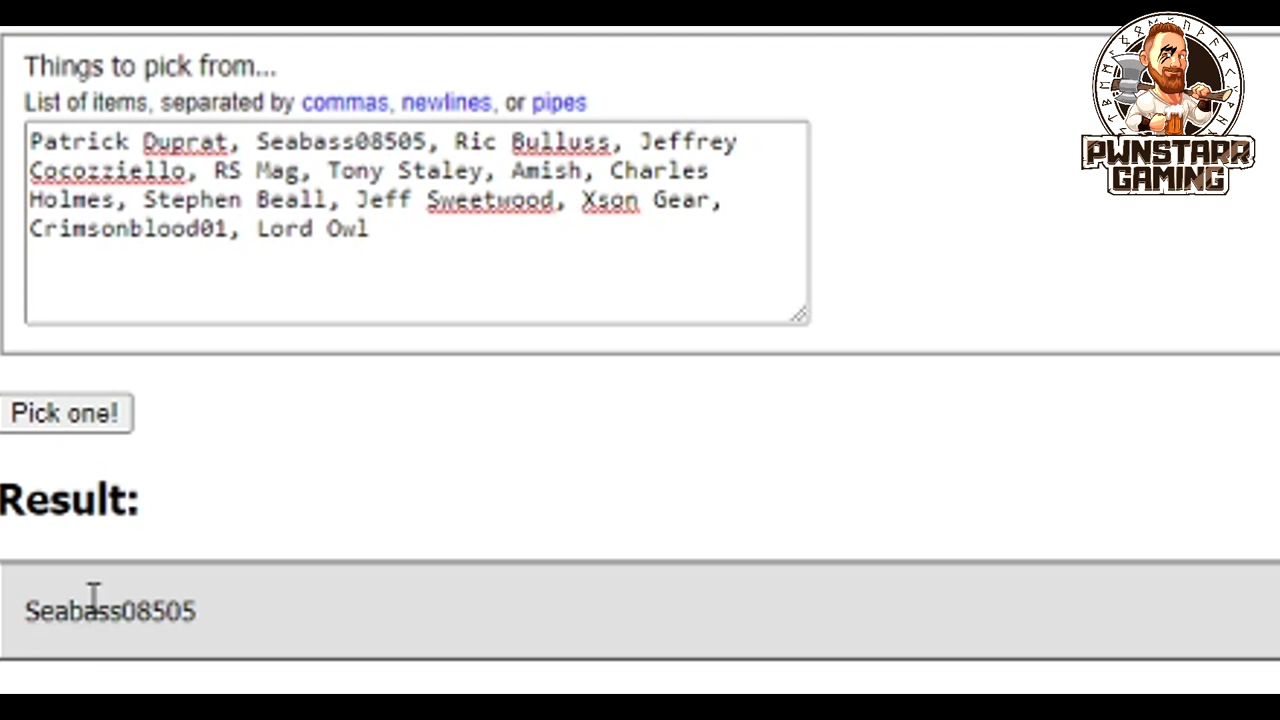 Things to pick from...
List of items, separated by commas, newlines, or pipes
Patrick Duprat, Seabass08505, Ric Bulluss, Jeffrey
Cocozziello, RS Mag, Tony Staley, Amish, Charles
Holmes, Stephen Beall, Jeff Sweetwood, Xson Gear,
Crimsonblood01, Lord Owl
Pick one!
Result:
Seabass08505
PWNSTARR
GAMING